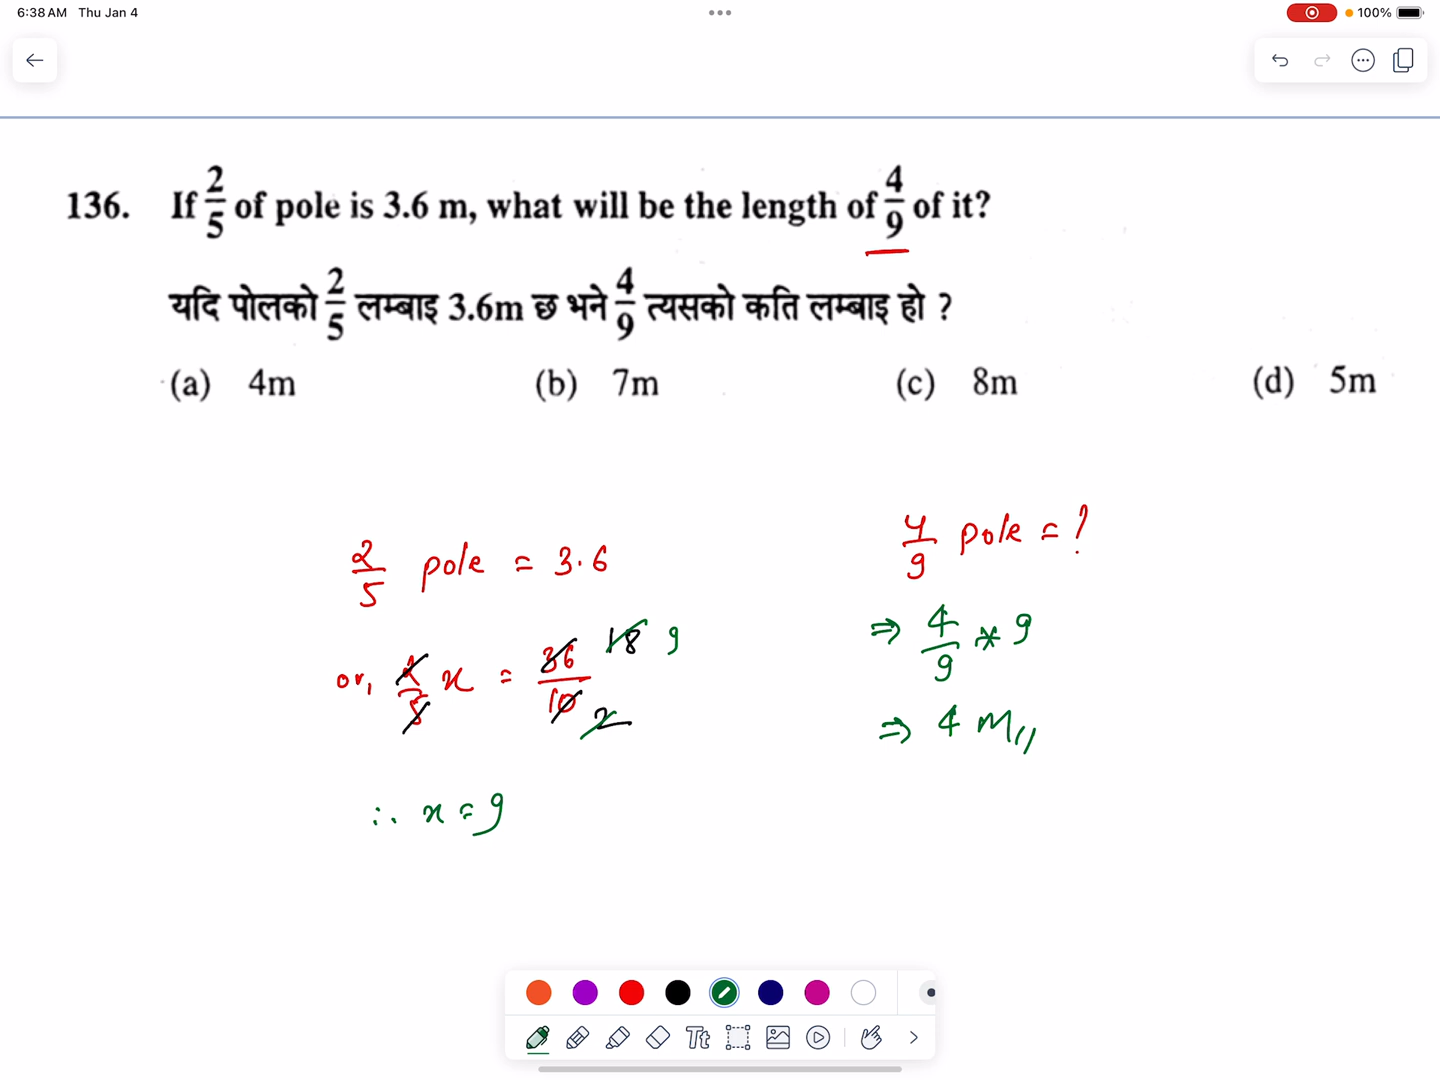 6:38 AM Thu Jan 4
100%
136. If 2/5 of pole is 3.6 m, what will be the length of 4/9 of it?
यदि पोलको 2/5 लम्बाइ 3.6m छ भने 4/9 त्यसको कति लम्बाइ हो ?
(a) 4m (b) 7m (c) 8m (d) 5m
2/5 pole = 3.6
or, 2/5 x = 36/10 18 9
2
∴ x = 9
4/9 pole = ?
⇒ 4/9 * 9
⇒ 4 M //
Tt